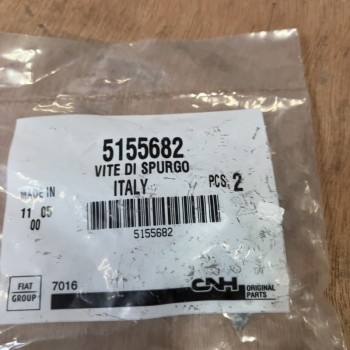 5155682
VITE DI SPURGO
MADE IN ITALY PCS. 2
11 05
00
5155682
FIAT
GROUP
7016
CNH ORIGINAL
PARTS